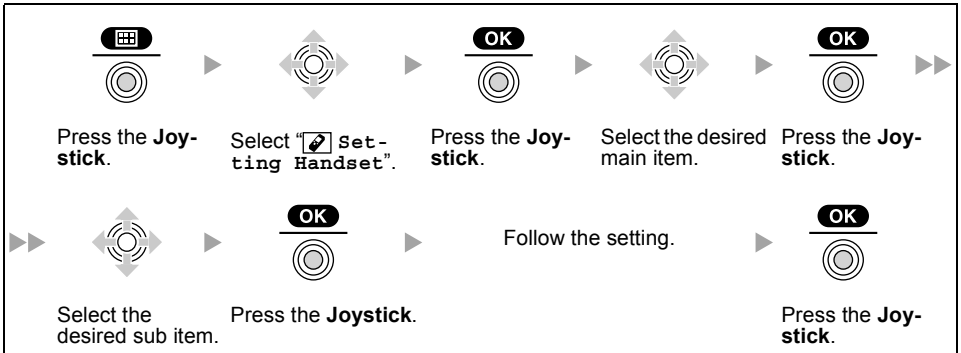 OK
OK
Press the Joy-
stick.
Select “ Set-
ting Handset”.
Press the Joy-
stick.
Select the desired
main item.
Press the Joy-
stick.
OK
OK
Follow the setting.
Select the
desired sub item.
Press the Joystick.
Press the Joy-
stick.